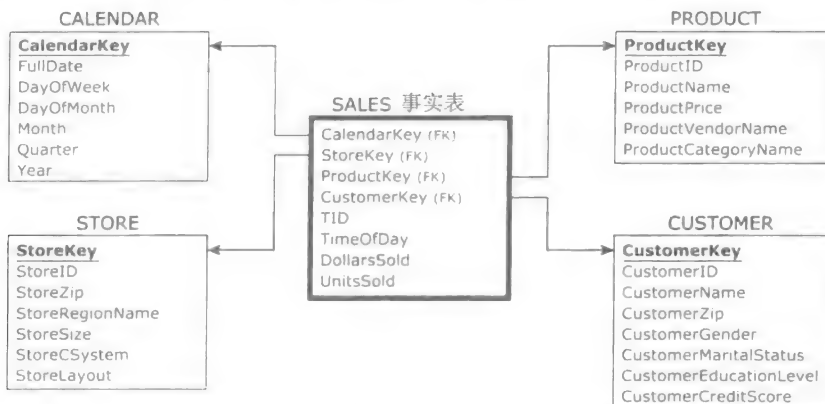 CALENDAR
CalendarKey
FullDate
DayOfWeek
DayOfMonth
Month
Quarter
Year
PRODUCT
ProductKey
ProductID
ProductName
ProductPrice
ProductVendorName
ProductCategoryName
SALES 事实表
CalendarKey (FK)
StoreKey (FK)
ProductKey (FK)
CustomerKey (FK)
TID
TimeOfDay
DollarsSold
UnitsSold
STORE
StoreKey
StoreID
StoreZip
StoreRegionName
StoreSize
StoreCSystem
StoreLayout
CUSTOMER
CustomerKey
CustomerID
CustomerName
CustomerZip
CustomerGender
CustomerMaritalStatus
CustomerEducationLevel
CustomerCreditScore